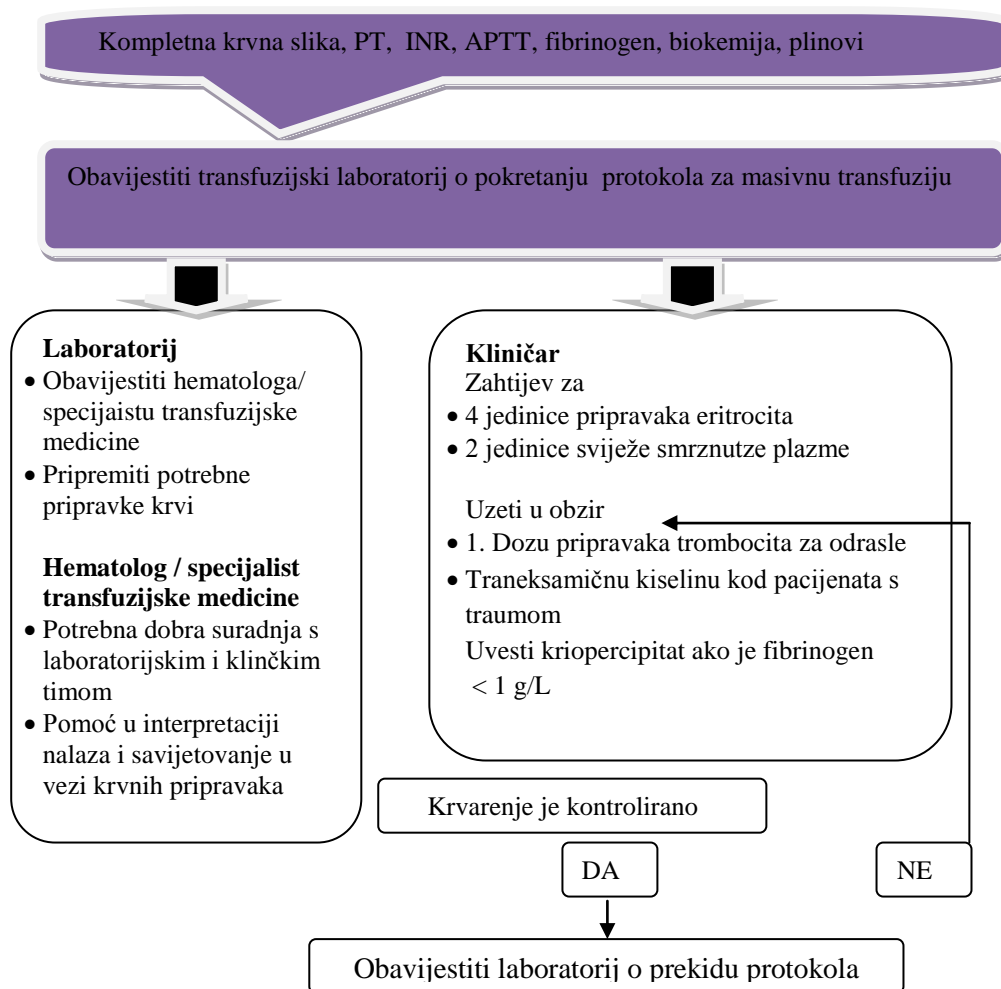 Kompletna krvna slika, PT, INR, APTT, fibrinogen, biokemija, plinovi
Obavijestiti transfuzijski laboratorij o pokretanju protokola za masivnu transfuziju
Laboratorij
• Obavijestiti hematologa/
specijaistu transfuzijske
medicine
• Pripremiti potrebne
pripravke krvi
Hematolog / specijalist
transfuzijske medicine
• Potrebna dobra suradnja s
laboratorijskim i klinčkim
timom
• Pomoć u interpretaciji
nalaza i savijetovanje u
vezi krvnih pripravaka
Kliničar
Zahtijev za
• 4 jedinice pripravaka eritrocita
• 2 jedinice sviježe smrznutze plazme
Uzeti u obzir
• 1. Dozu pripravaka trombocita za odrasle
• Traneksamičnu kiselinu kod pacijenata s
traumom
Uvesti kriopercipitat ako je fibrinogen
< 1 g/L
Krvarenje je kontrolirano
DA
NE
Obavijestiti laboratorij o prekidu protokola